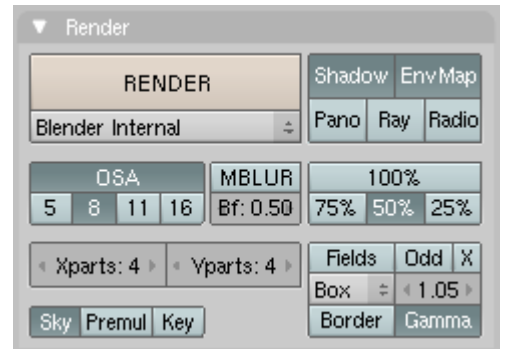 Render
RENDER
Blender Internal
Shadow EnvMap
Pano Ray Radio
OSA
5 8 11 16
MBLUR
Bf: 0.50
100%
75% 50% 25%
Xparts: 4 Yparts: 4
Fields Odd X
Box 1.05
Border Gamma
Sky Premul Key